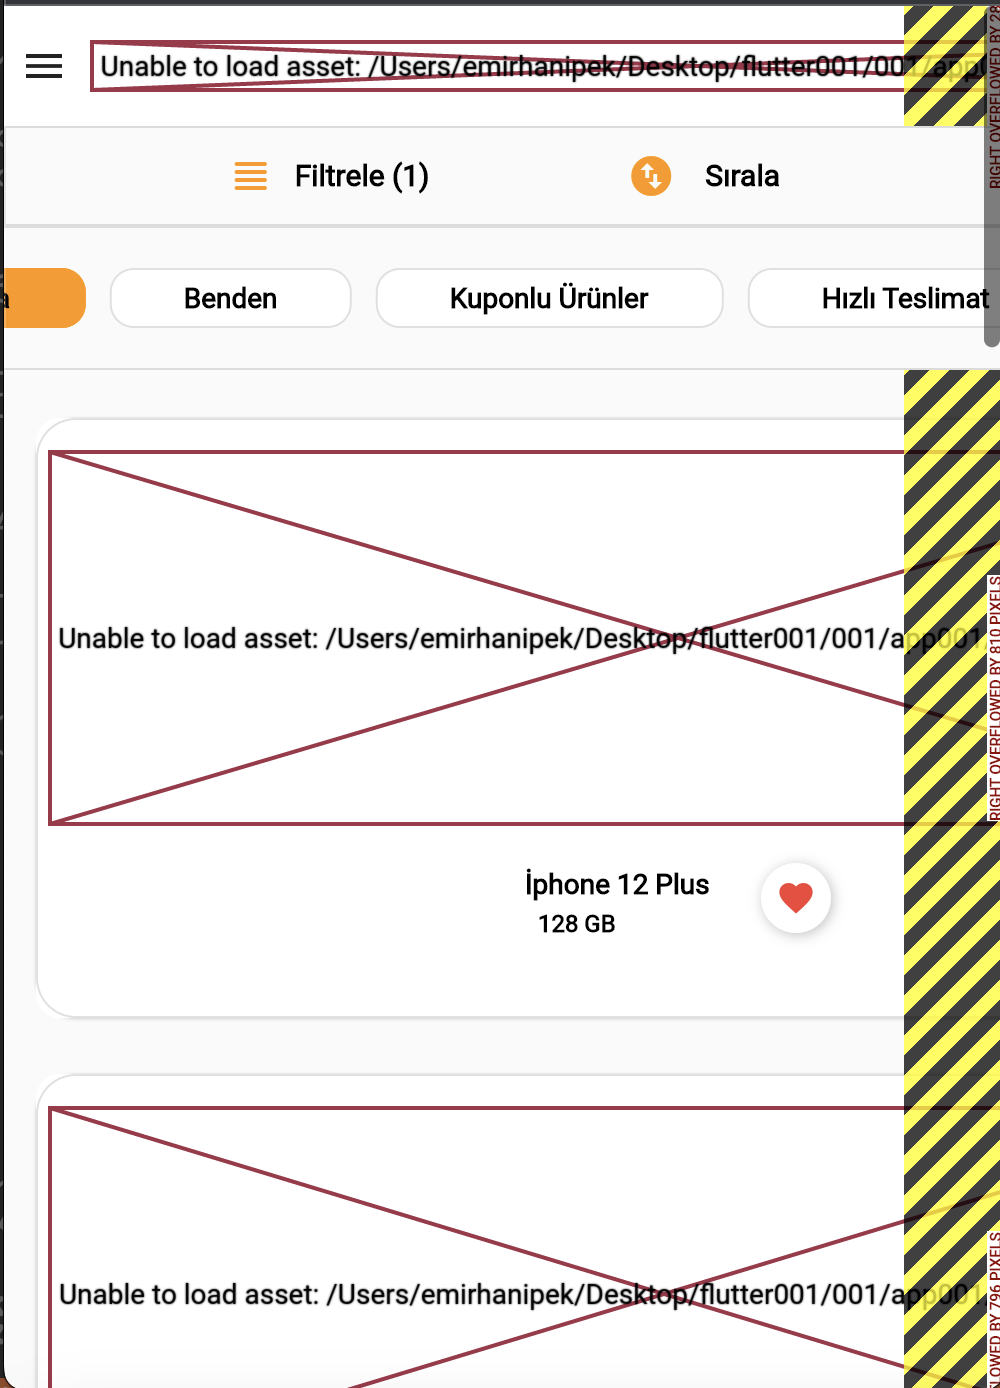 Unable to load asset: /Users/emirhanipek/Desktop/flutter001/001/app
RIGHT OVERFLOWED BY 28
Filtrele (1)
Sırala
a
Benden
Kuponlu Ürünler
Hızlı Teslimat
Unable to load asset: /Users/emirhanipek/Desktop/flutter001/001/app001/
RIGHT OVERFLOWED BY 810 PIXELS
İphone 12 Plus
128 GB
Unable to load asset: /Users/emirhanipek/Desktop/flutter001/001/app001/
LOWED BY 796 PIXELS